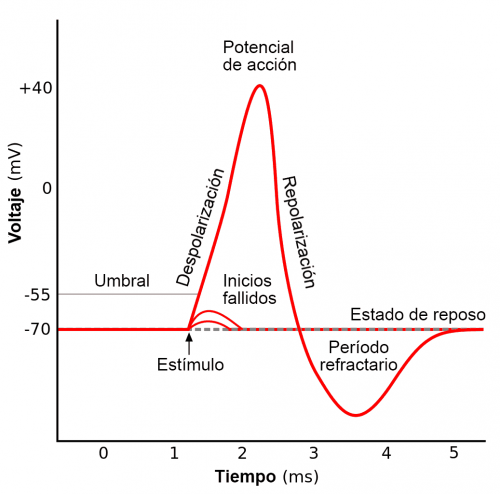 Potencial
de acción
+40
Voltaje (mV)
0
Despolarización
Repolarización
Umbral
Inicios
fallidos
-55
-70
Estado de reposo
Estímulo
Período
refractario
0 1 2 3 4 5
Tiempo (ms)